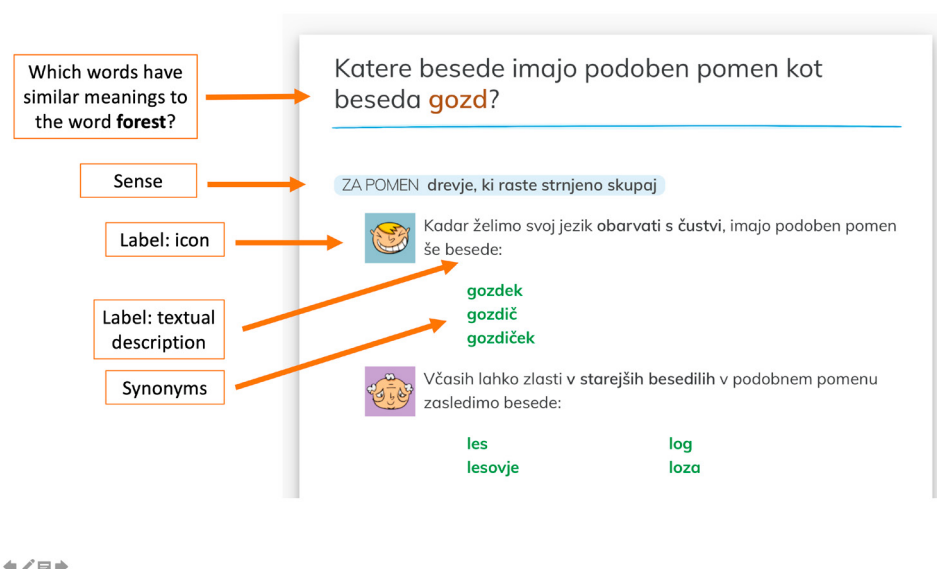 Which words have
similar meanings to
the word forest?
Sense
Label: icon
Label: textual
description
Synonyms
Katere besede imajo podoben pomen kot
beseda gozd?
ZA POMEN drevje, ki raste strnjeno skupaj
Kadar želimo svoj jezik obarvati s čustvi, imajo podoben pomen
še besede:
gozdek
gozdič
gozdiček
Včasih lahko zlasti v starejših besedilih v podobnem pomenu
zasledimo besede:
les log
lesovje loza